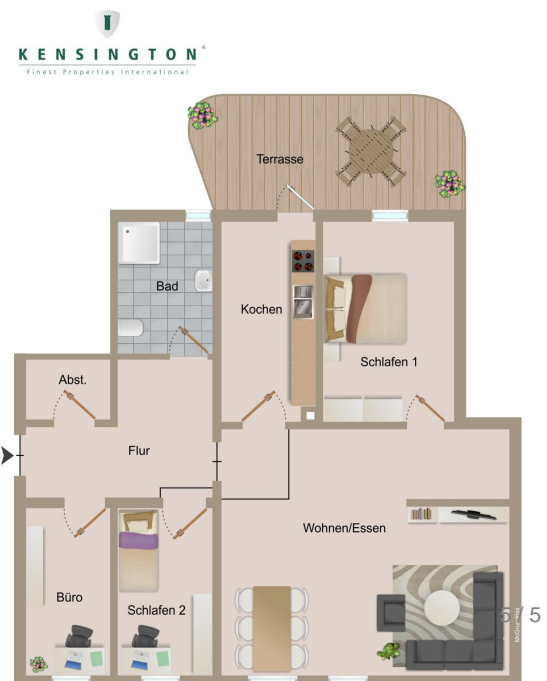 KENSINGTON®
Finest Properties International
Terrasse
Bad
Kochen
Schlafen 1
Abst.
Flur
Wohnen/Essen
Büro
Schlafen 2
5 / 5